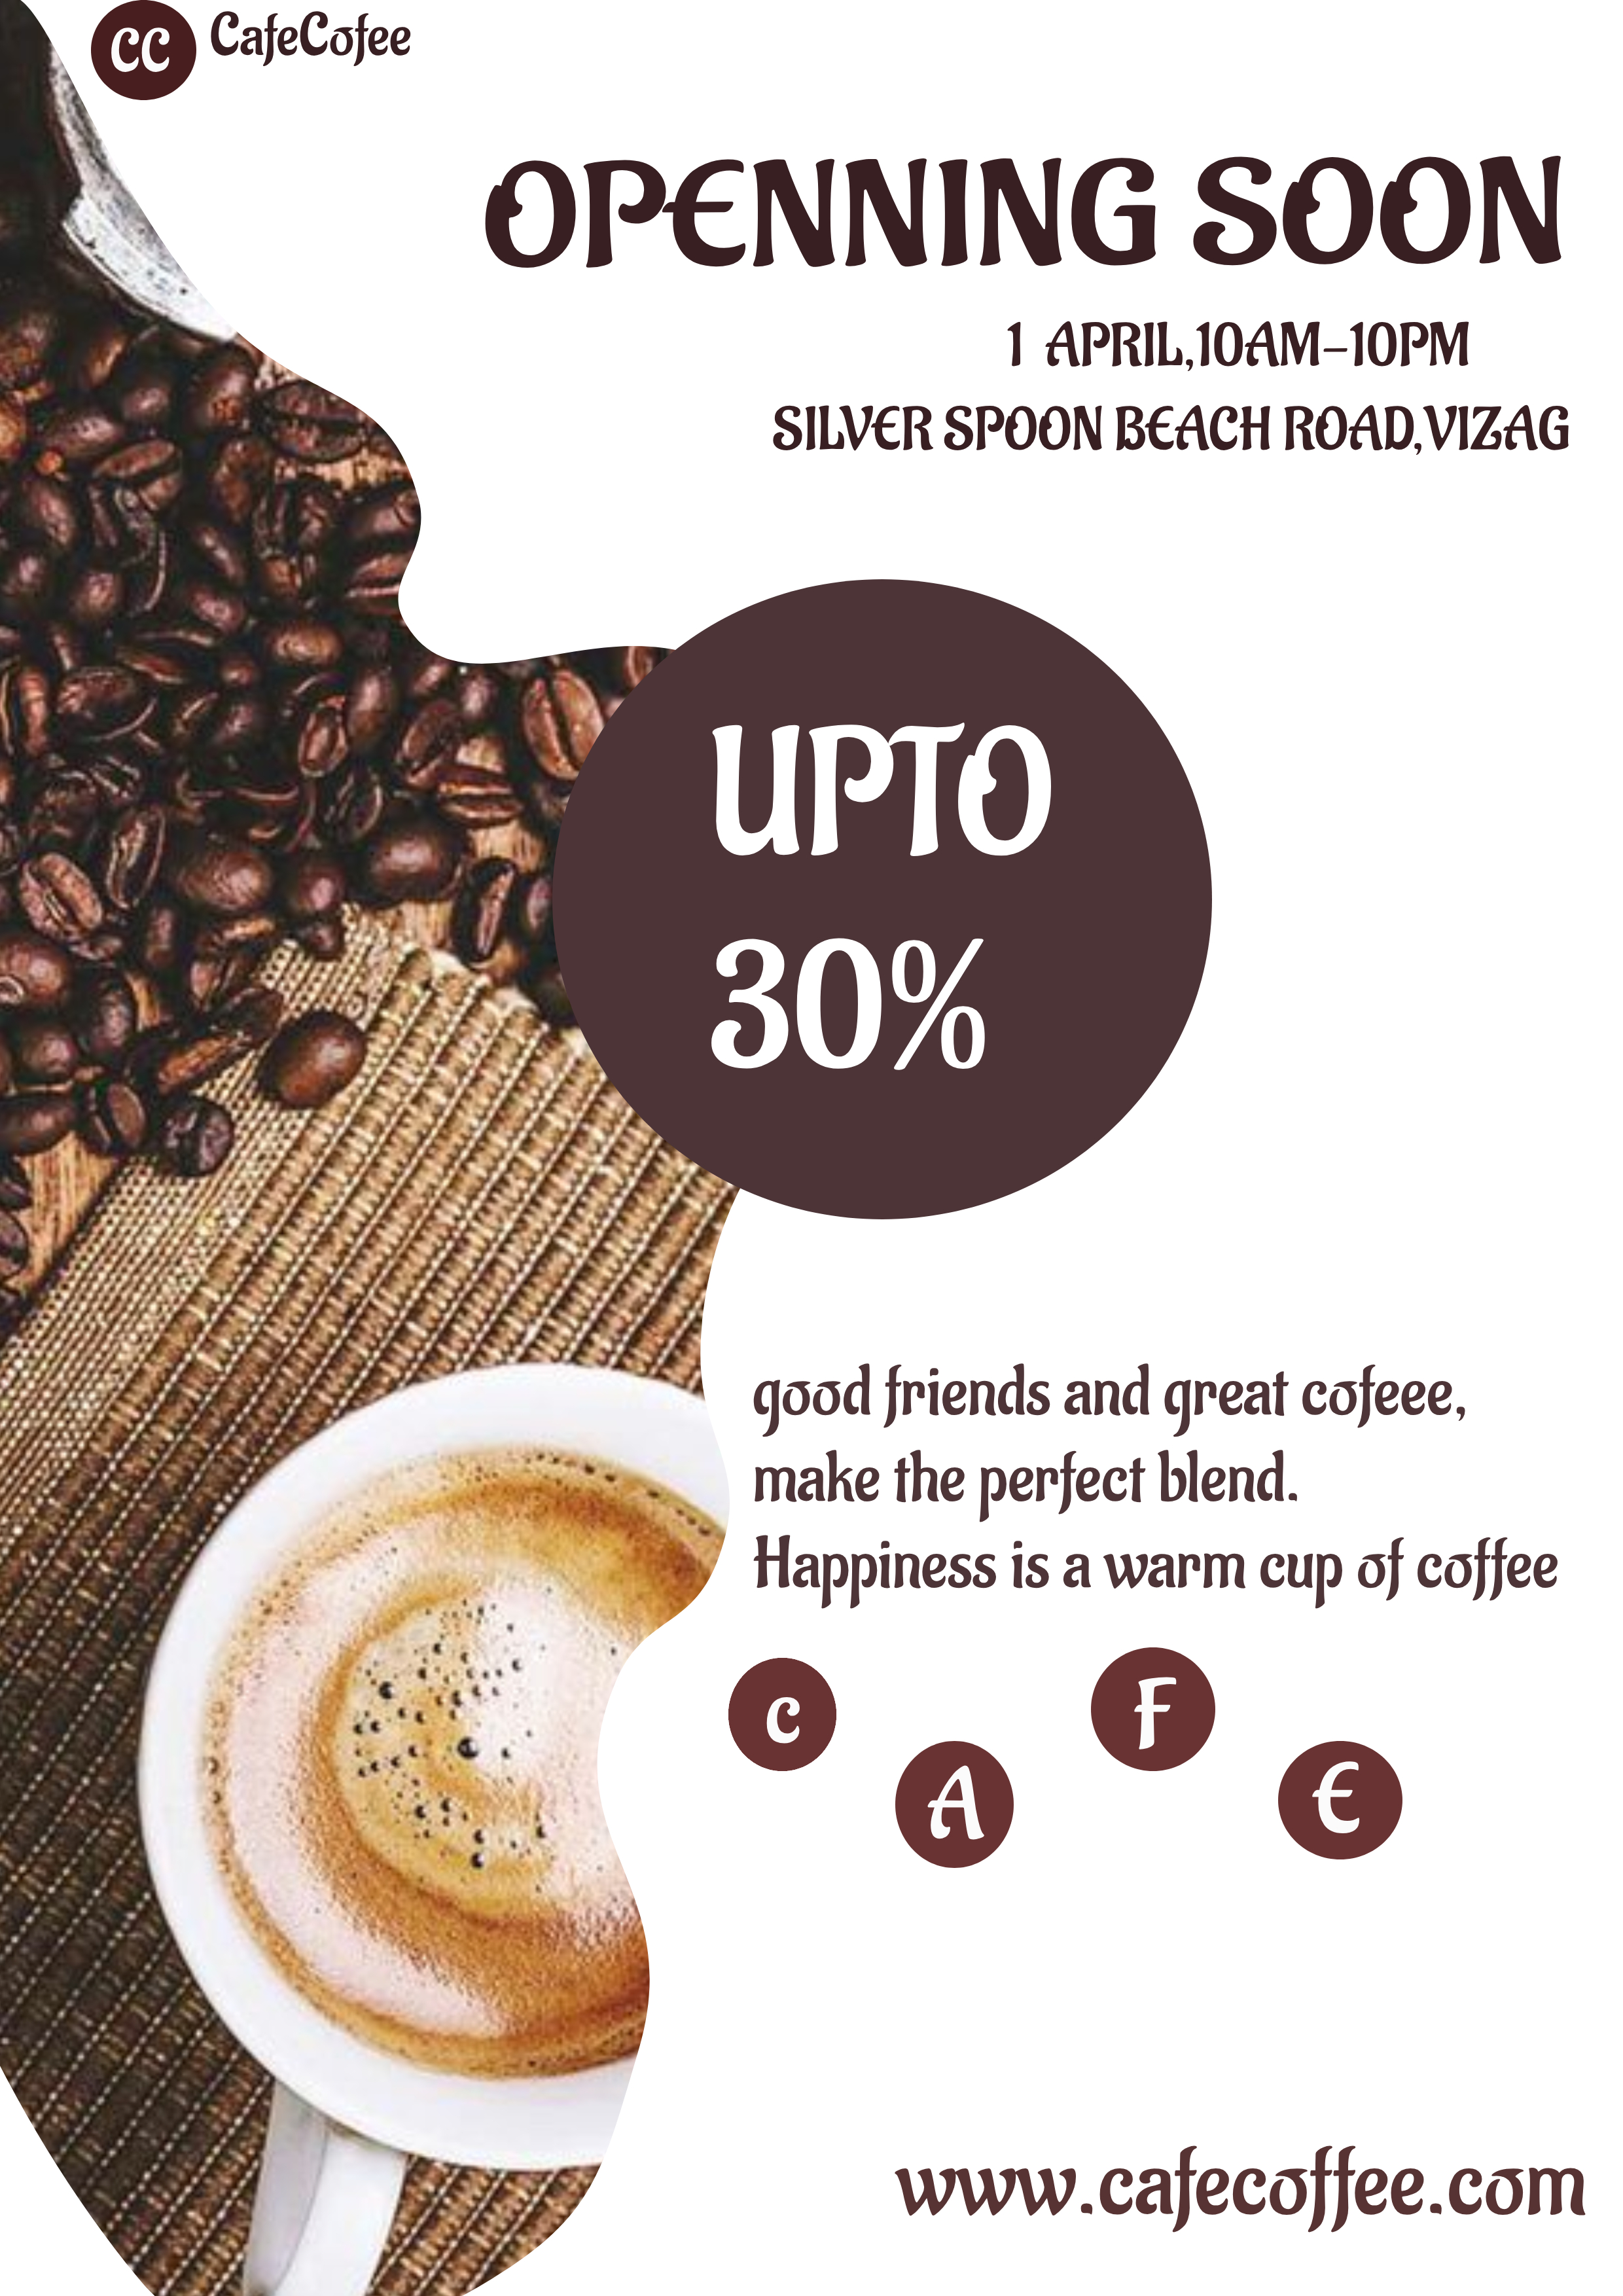 CC CafeCofee
OPENNING SOON
1 APRIL,10AM-10PM
SILVER SPOON BEACH ROAD,VIZAG
UPTO
30%
good friends and great cofeee,
make the perfect blend.
Happiness is a warm cup of coffee
c A F E
www.cafecoffee.com